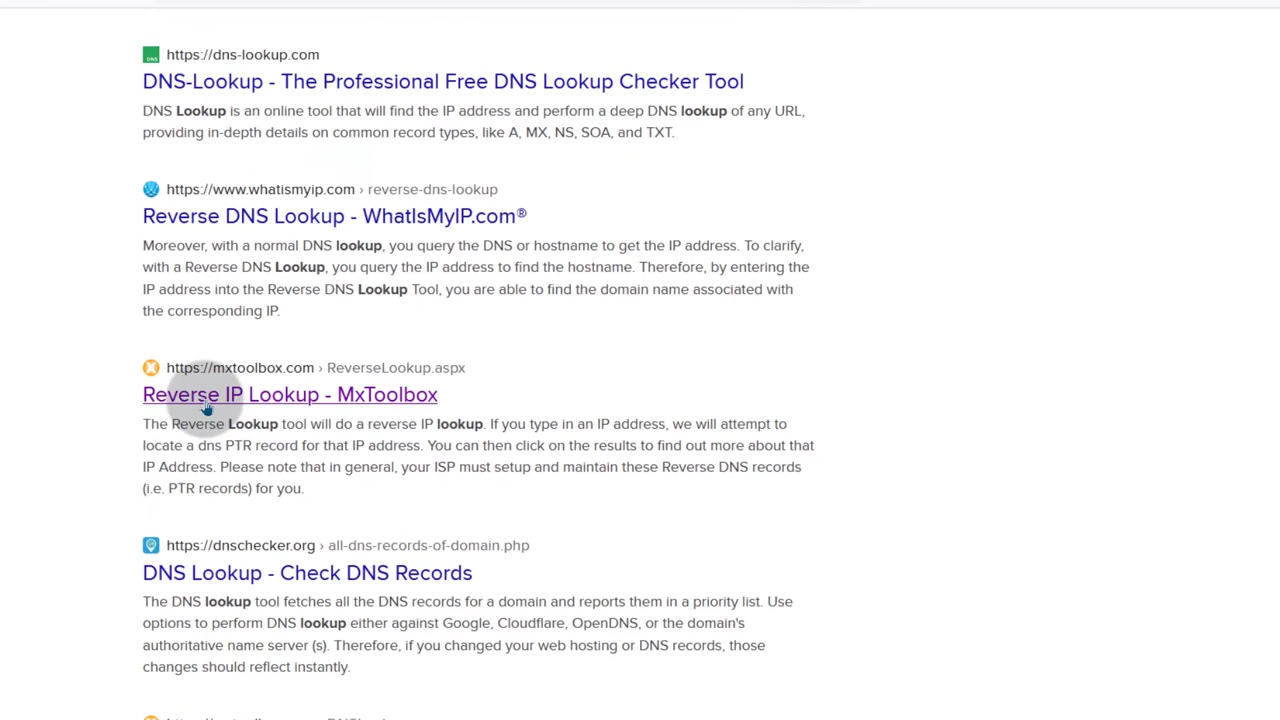 https://dns-lookup.com
DNS-Lookup - The Professional Free DNS Lookup Checker Tool
DNS Lookup is an online tool that will find the IP address and perform a deep DNS lookup of any URL,
providing in-depth details on common record types, like A, MX, NS, SOA, and TXT.
https://www.whatismyip.com › reverse-dns-lookup
Reverse DNS Lookup - WhatIsMyIP.com®
Moreover, with a normal DNS lookup, you query the DNS or hostname to get the IP address. To clarify,
with a Reverse DNS Lookup, you query the IP address to find the hostname. Therefore, by entering the
IP address into the Reverse DNS Lookup Tool, you are able to find the domain name associated with
the corresponding IP.
https://mxtoolbox.com › ReverseLookup.aspx
Reverse IP Lookup - MxToolbox
The Reverse Lookup tool will do a reverse IP lookup. If you type in an IP address, we will attempt to
locate a dns PTR record for that IP address. You can then click on the results to find out more about that
IP Address. Please note that in general, your ISP must setup and maintain these Reverse DNS records
(i.e. PTR records) for you.
https://dnschecker.org › all-dns-records-of-domain.php
DNS Lookup - Check DNS Records
The DNS lookup tool fetches all the DNS records for a domain and reports them in a priority list. Use
options to perform DNS lookup either against Google, Cloudflare, OpenDNS, or the domain's
authoritative name server (s). Therefore, if you changed your web hosting or DNS records, those
changes should reflect instantly.